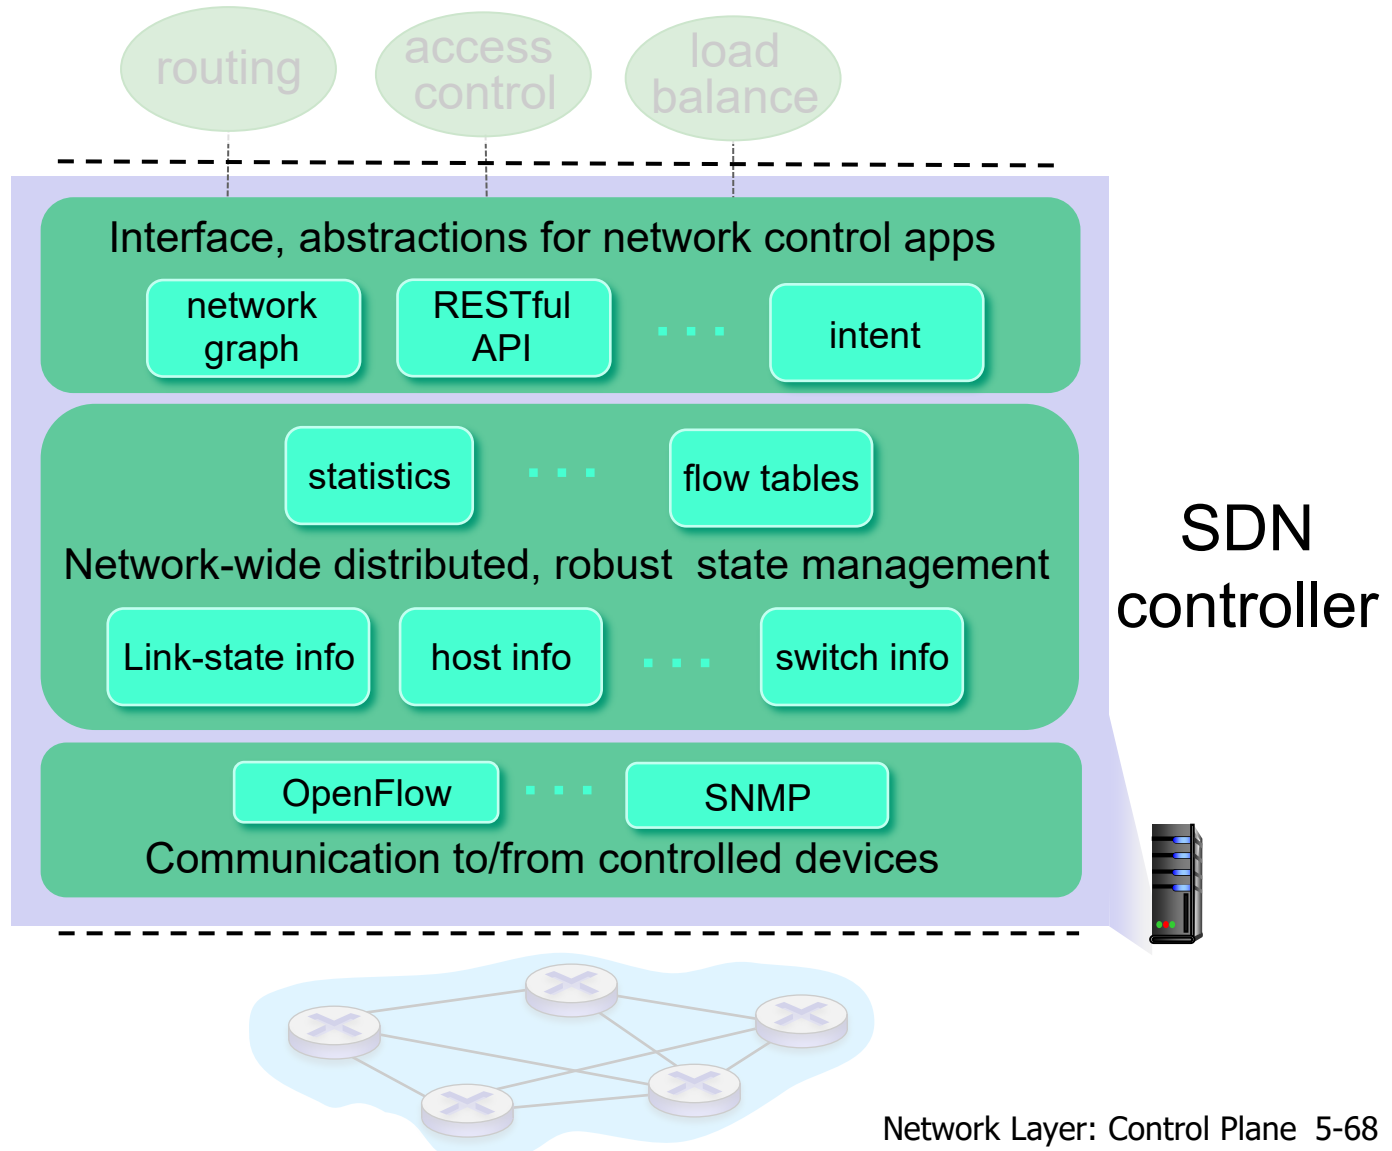 routing
access
control
load
balance
Interface, abstractions for network control apps
network
graph
RESTful
API
intent
statistics
flow tables
Network-wide distributed, robust  state management
Link-state info
host info
switch info
OpenFlow
SNMP
Communication to/from controlled devices
SDN
controller
Network Layer: Control Plane  5-68